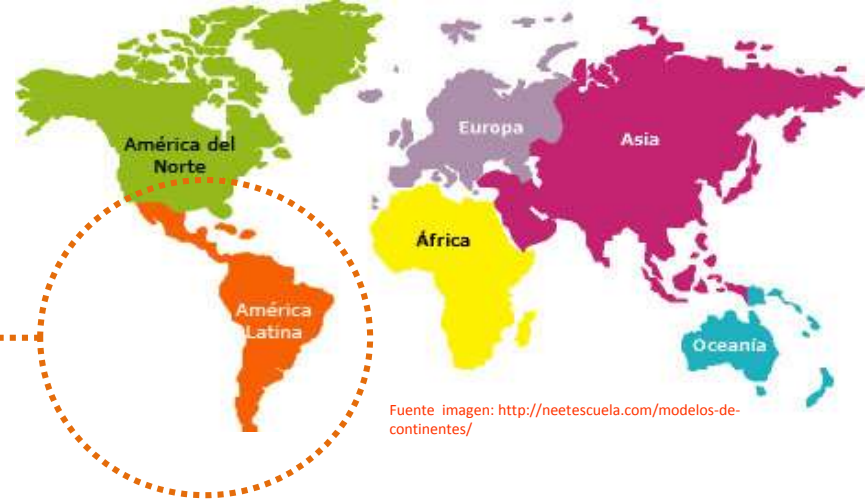 América del
Norte
Europa
Asia
África
América
Latina
Oceanía
Fuente imagen: http://neetescuela.com/modelos-de-
continentes/